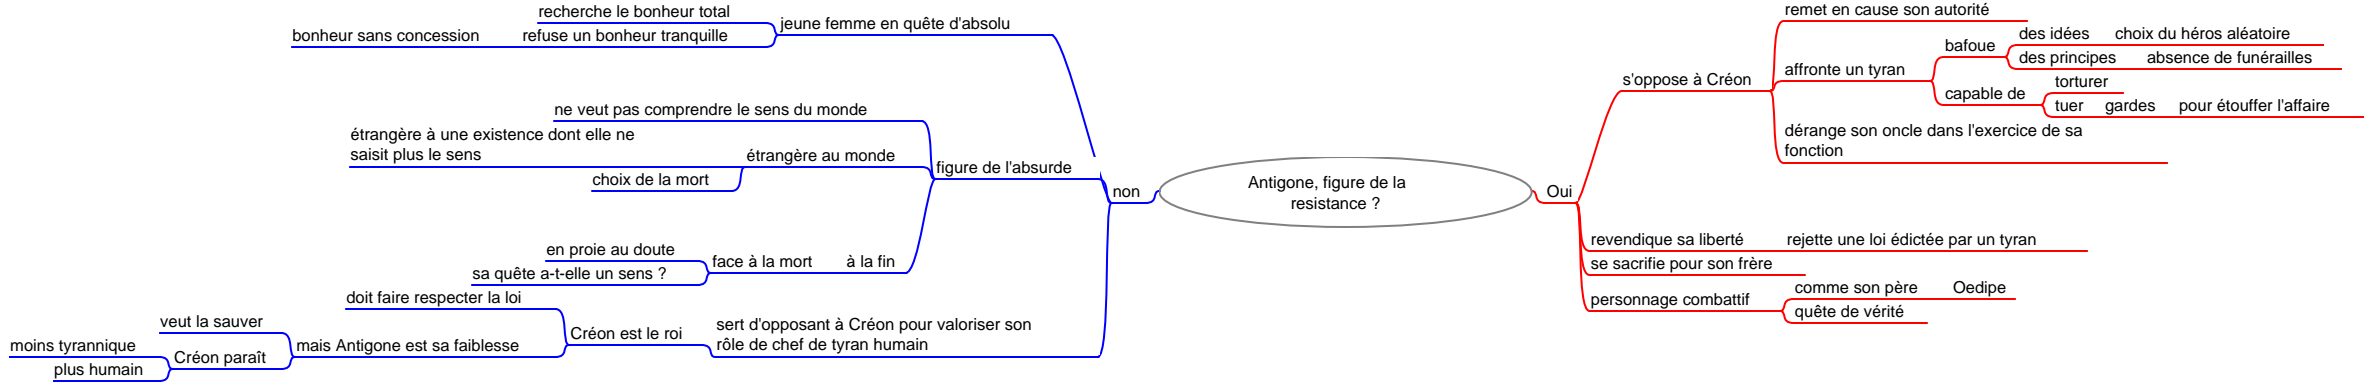 Antigone, figure de la
resistance ?
Oui
s'oppose à Créon
remet en cause son autorité
affronte un tyran
bafoue
des idées
choix du héros aléatoire
des principes
absence de funérailles
capable de
torturer
tuer
gardes
pour étouffer l'affaire
dérange son oncle dans l'exercice de sa
fonction
revendique sa liberté
rejette une loi édictée par un tyran
se sacrifie pour son frère
personnage combattif
comme son père
Oedipe
quête de vérité
non
jeune femme en quête d'absolu
recherche le bonheur total
refuse un bonheur tranquille
bonheur sans concession
figure de l'absurde
ne veut pas comprendre le sens du monde
étrangère au monde
étrangère à une existence dont elle ne
saisit plus le sens
choix de la mort
à la fin
face à la mort
en proie au doute
sa quête a-t-elle un sens ?
sert d'opposant à Créon pour valoriser son
rôle de chef de tyran humain
Créon est le roi
doit faire respecter la loi
mais Antigone est sa faiblesse
veut la sauver
Créon paraît
moins tyrannique
plus humain